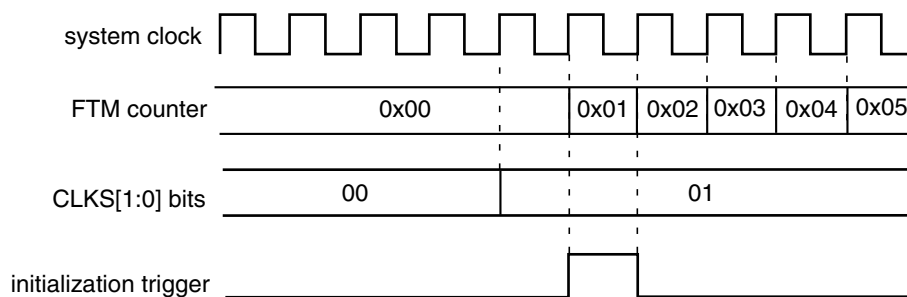 system clock
FTM counter 0x00 0x01 0x02 0x03 0x04 0x05
CLKS[1:0] bits 00 01
initialization trigger